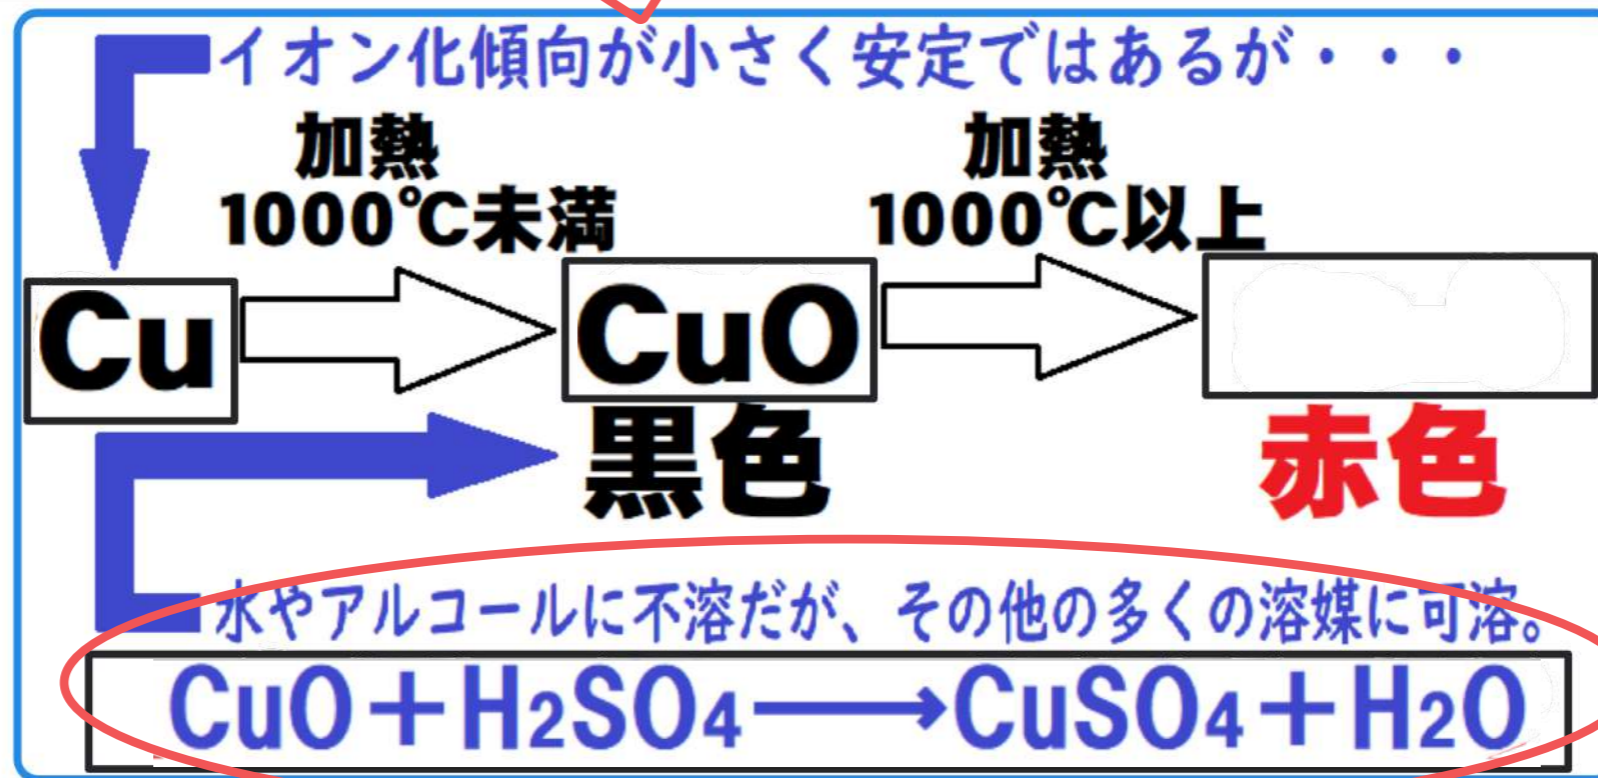 イオン化傾向が小さく安定ではあるが・・・
加熱
1000℃未満
加熱
1000℃以上
Cu
CuO
黒色
赤色
水やアルコールに不溶だが、その他の多くの溶媒に可溶。
CuO＋H2SO4⟶CuSO4＋H2O